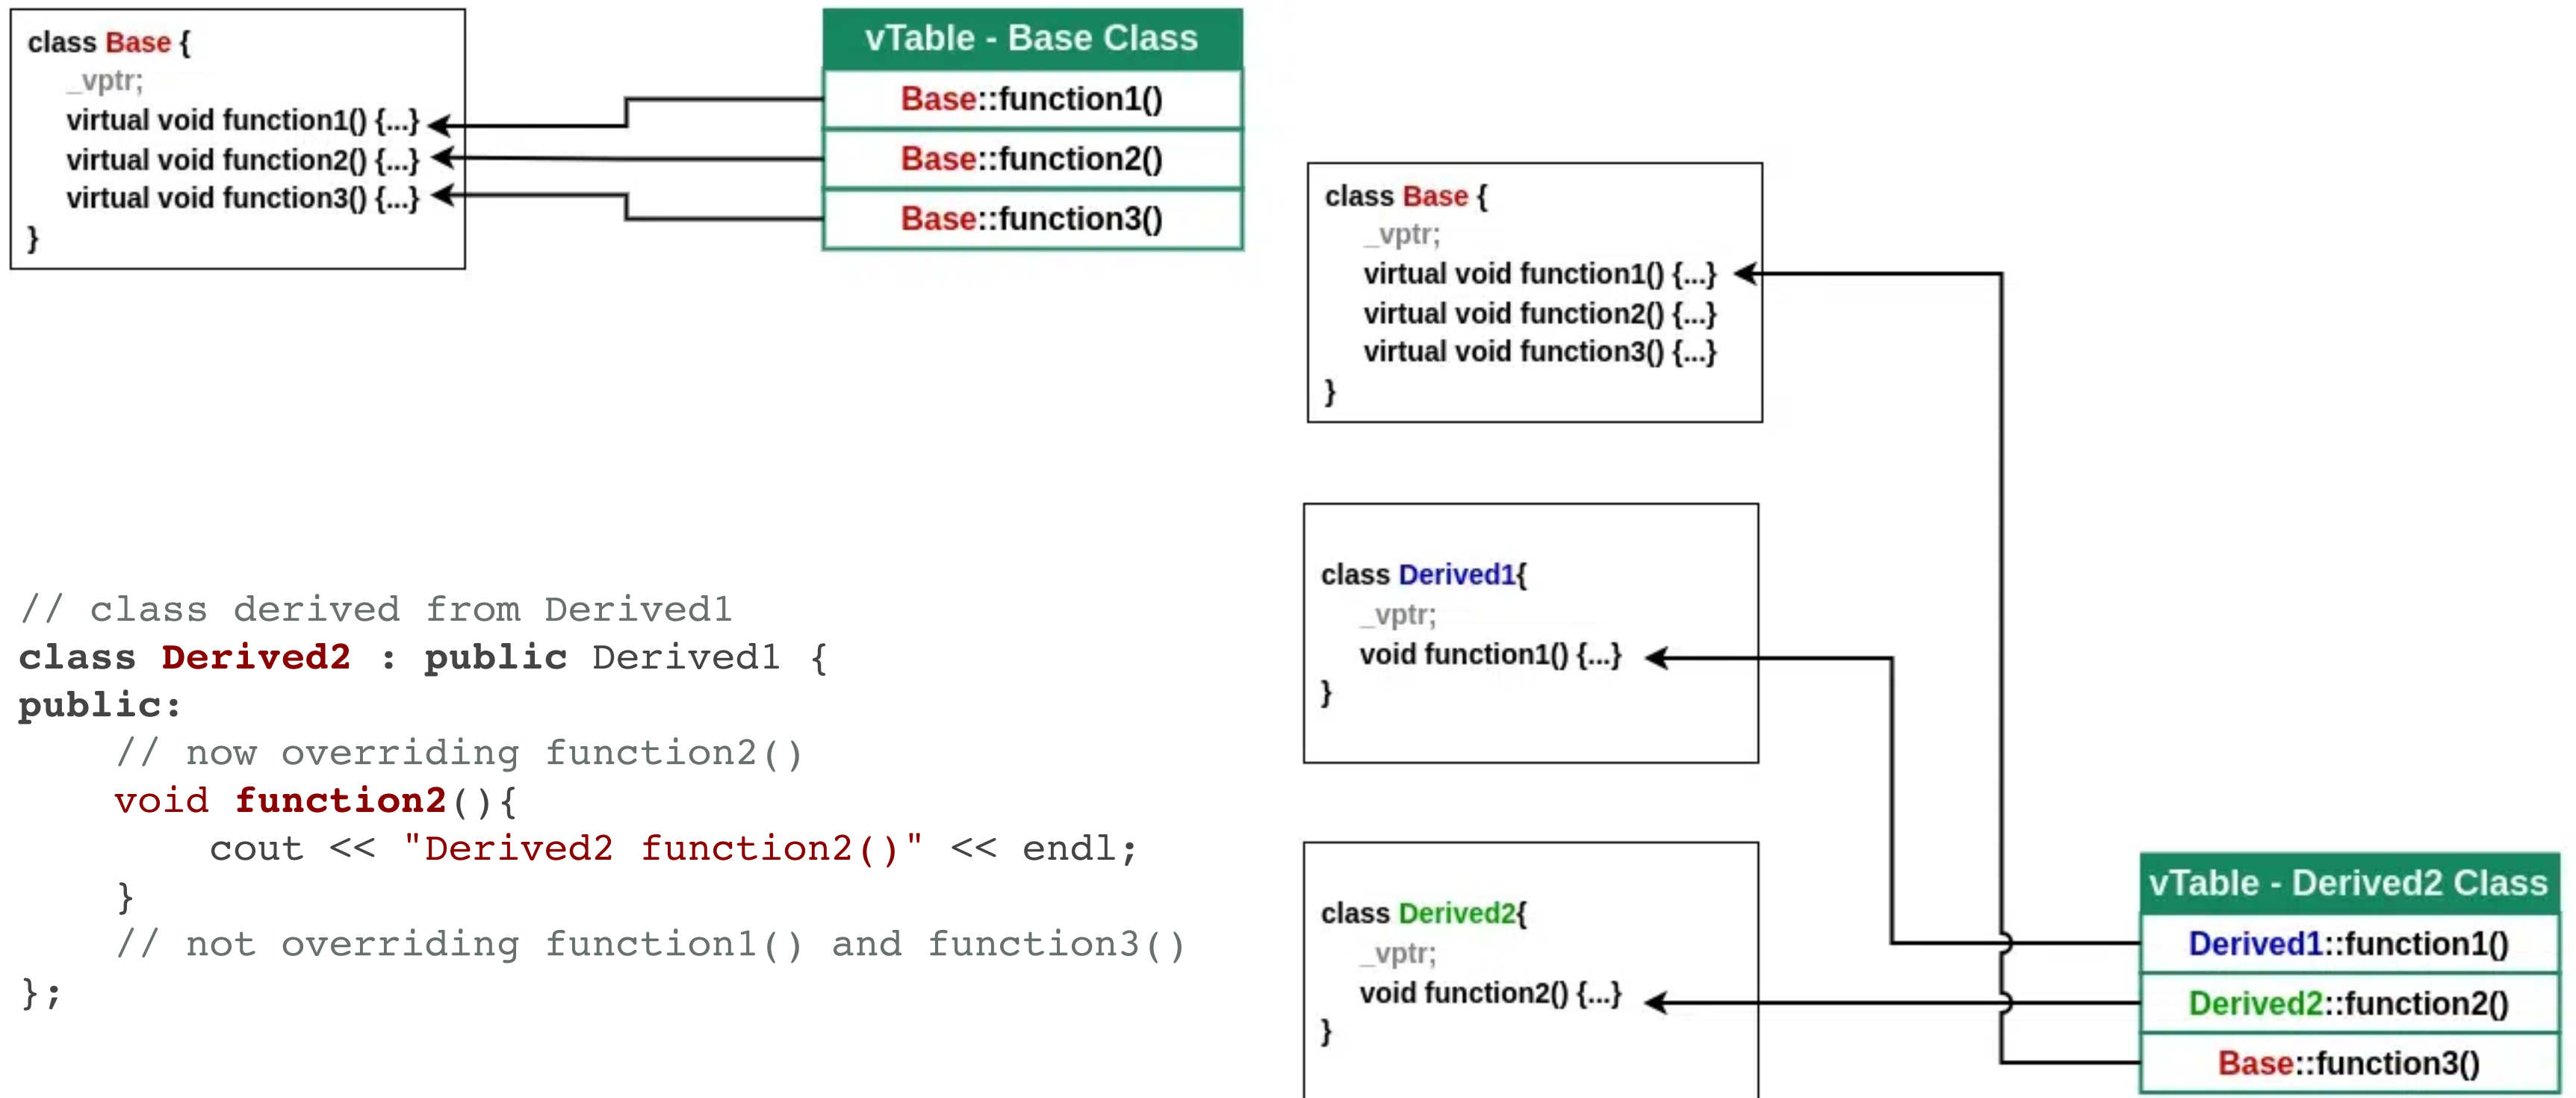 class Base {
_vptr;
virtual void function1() {...}
virtual void function2() {...}
virtual void function3() {...}
}
vTable - Base Class
Base::function1()
Base::function2()
Base::function3()
class Base {
_vptr;
virtual void function1() {...}
virtual void function2() {...}
virtual void function3() {...}
}
// class derived from Derived1
class Derived2 : public Derived1 {
public:
// now overriding function2()
void function2(){
cout << "Derived2 function2()" << endl;
}
// not overriding function1() and function3()
};
class Derived1{
_vptr;
void function1() {...}
}
class Derived2{
_vptr;
void function2() {...}
}
vTable - Derived2 Class
Derived1::function1()
Derived2::function2()
Base::function3()